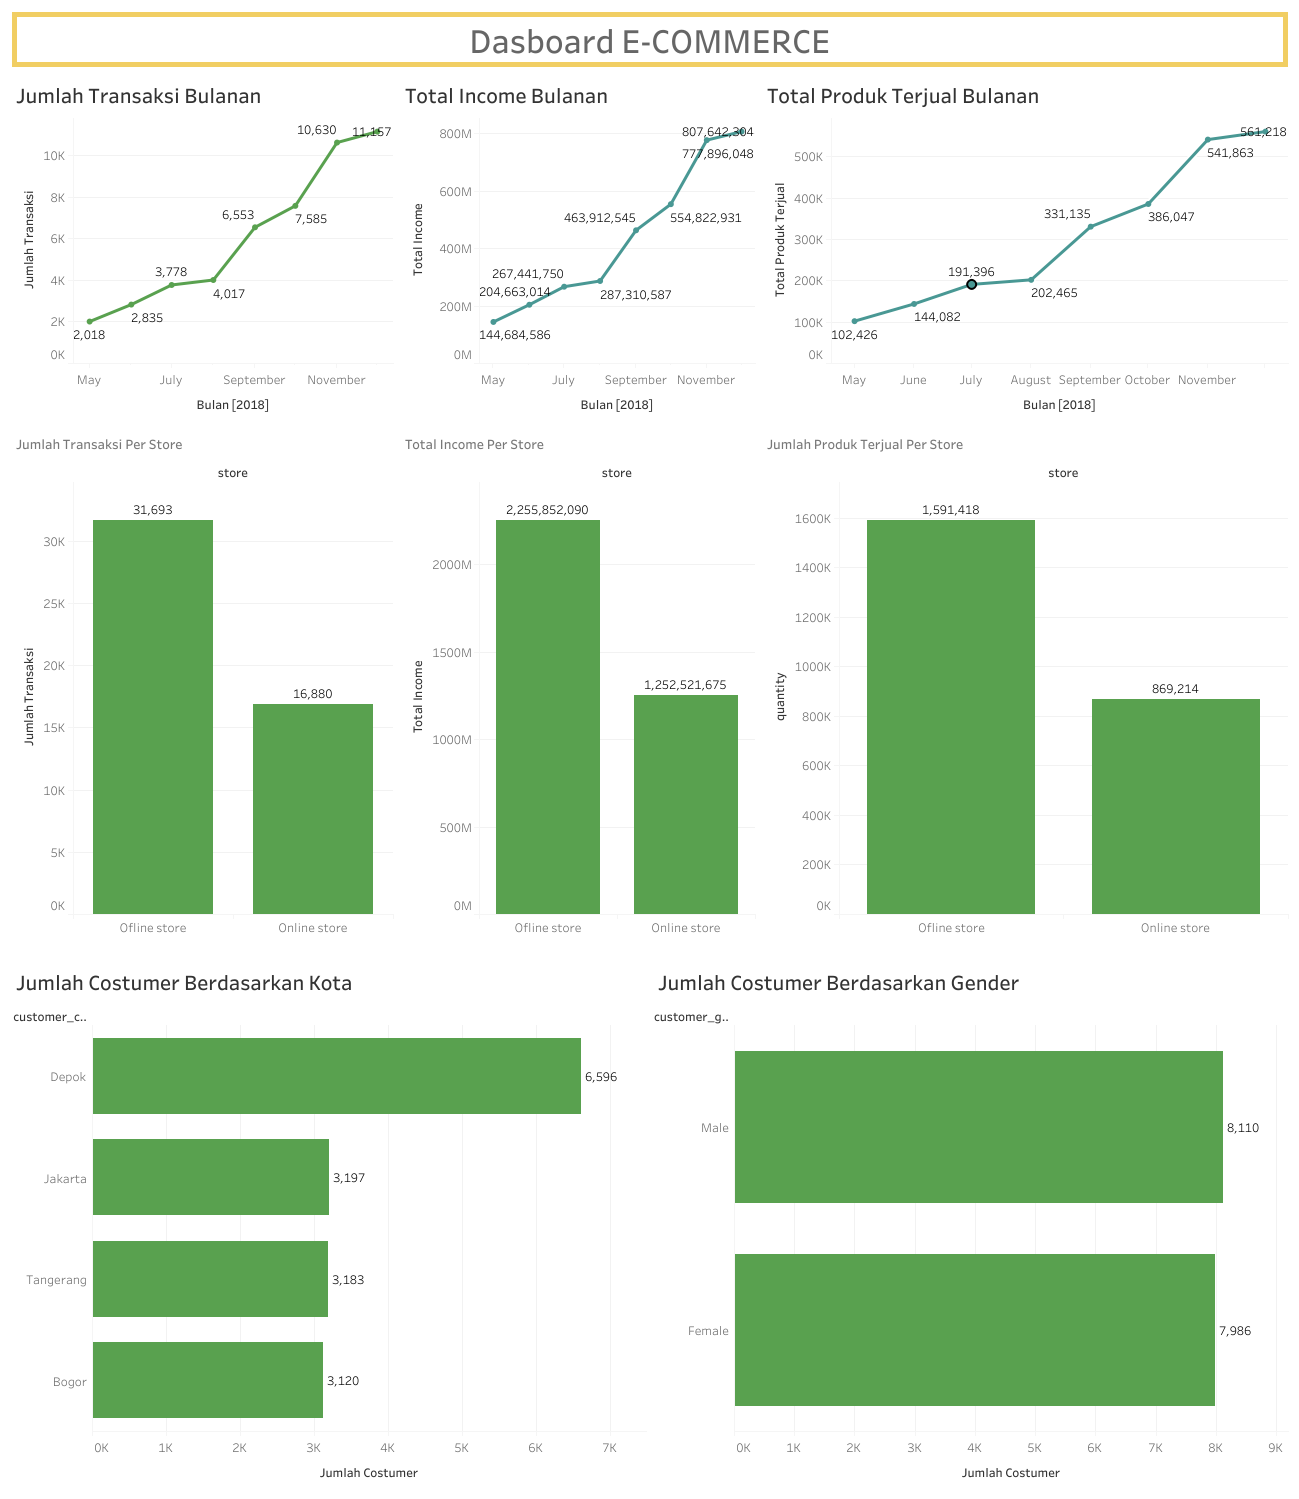 Dasboard E-COMMERCE
Jumlah Transaksi Bulanan
Jumlah Transaksi
10K
8K
6K
4K
2K
0K
2,018
2,835
3,778
4,017
6,553
7,585
10,630
11,157
May
July
September
November
Bulan [2018]
Total Income Bulanan
Total Income
800M
600M
400M
200M
0M
144,684,586
204,663,014
267,441,750
287,310,587
463,912,545
554,822,931
777,896,048
807,642,304
May
July
September
November
Bulan [2018]
Total Produk Terjual Bulanan
Total Produk Terjual
500K
400K
300K
200K
100K
0K
102,426
144,082
191,396
202,465
331,135
386,047
541,863
561,218
May
June
July
August
September
October
November
Bulan [2018]
Jumlah Transaksi Per Store
store
Jumlah Transaksi
30K
25K
20K
15K
10K
5K
0K
31,693
16,880
Ofline store
Online store
Total Income Per Store
store
Total Income
2000M
1500M
1000M
500M
0M
2,255,852,090
1,252,521,675
Ofline store
Online store
Jumlah Produk Terjual Per Store
store
quantity
1600K
1400K
1200K
1000K
800K
600K
400K
200K
0K
1,591,418
869,214
Ofline store
Online store
Jumlah Costumer Berdasarkan Kota
customer_c..
Depok
6,596
Jakarta
3,197
Tangerang
3,183
Bogor
3,120
0K
1K
2K
3K
4K
5K
6K
7K
Jumlah Costumer
Jumlah Costumer Berdasarkan Gender
customer_g..
Male
8,110
Female
7,986
0K
1K
2K
3K
4K
5K
6K
7K
8K
9K
Jumlah Costumer